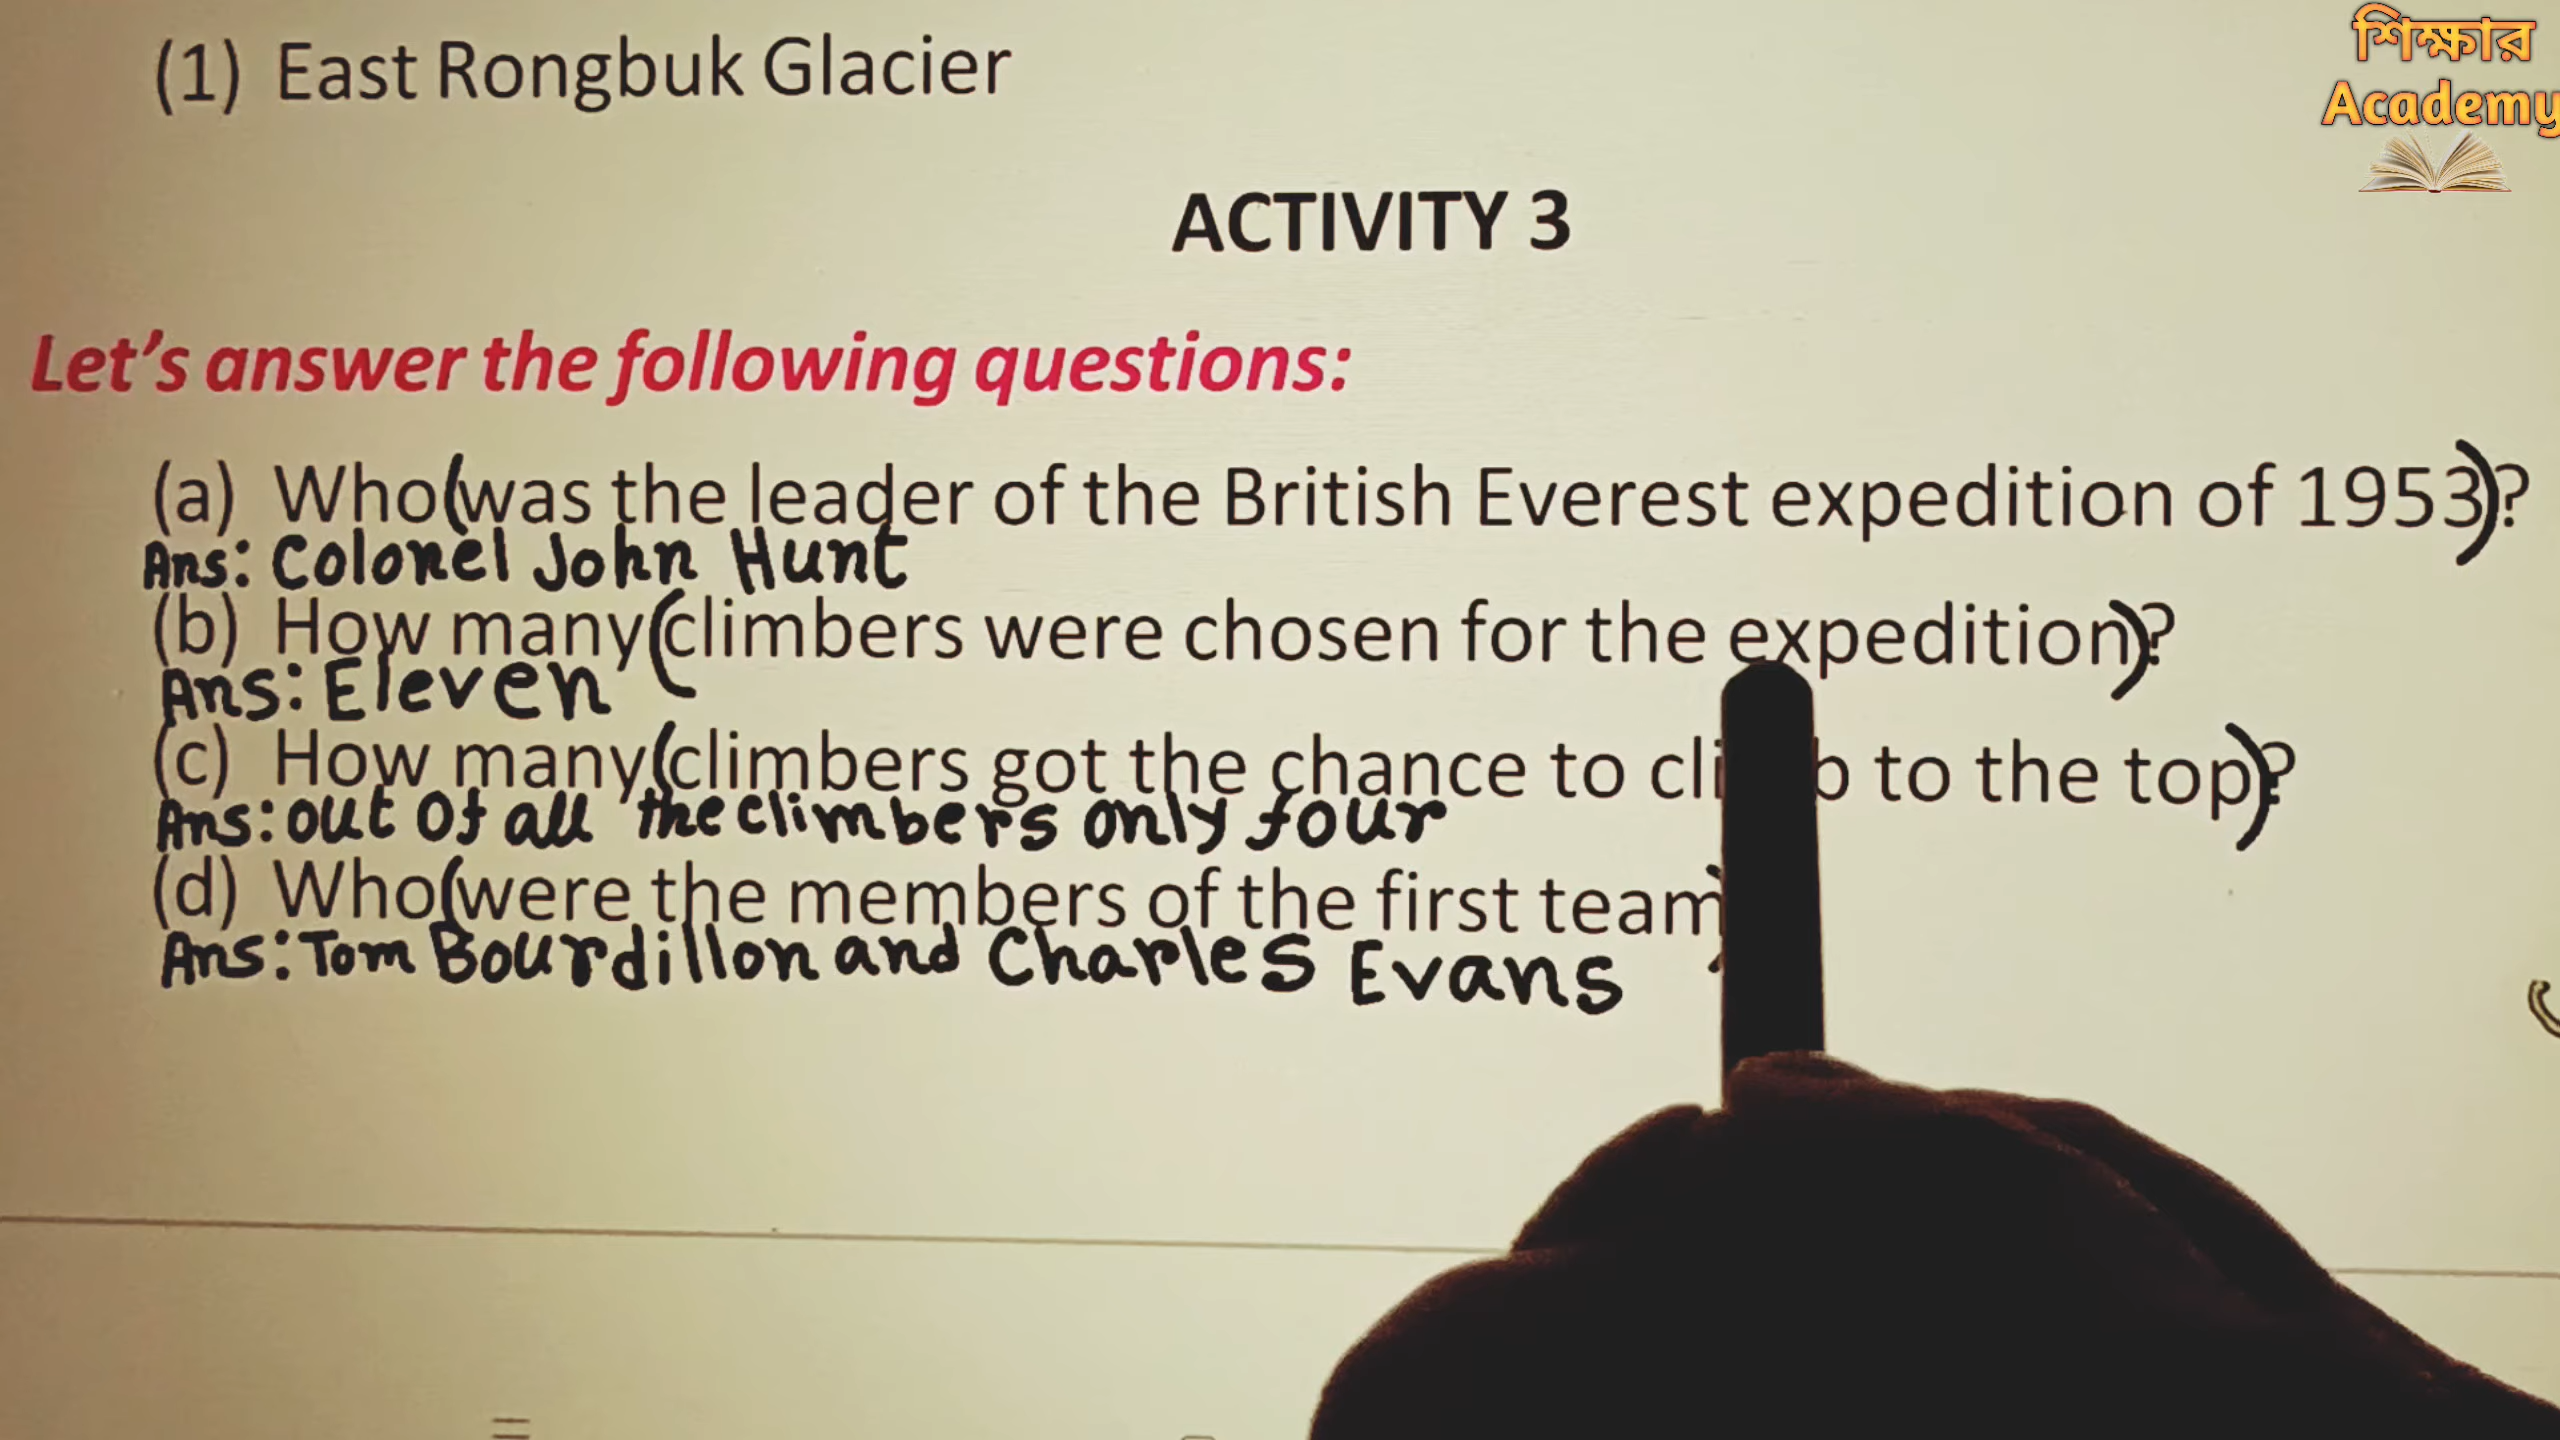 (1) East Rongbuk Glacier
শিক্ষার
Academy
ACTIVITY 3
Let's answer the following questions:
(a) Who(was the leader of the British Everest expedition of 1953)?
Ans: Colonel John Hunt
(b) How many(climbers were chosen for the expedition)?
Ans: Eleven
(c) How many(climbers got the chance to to the top)?
Ans: out of all the climbers only four
(d) Who(were the members of the first team)
Ans: Tom Bourdillon and Charles Evans